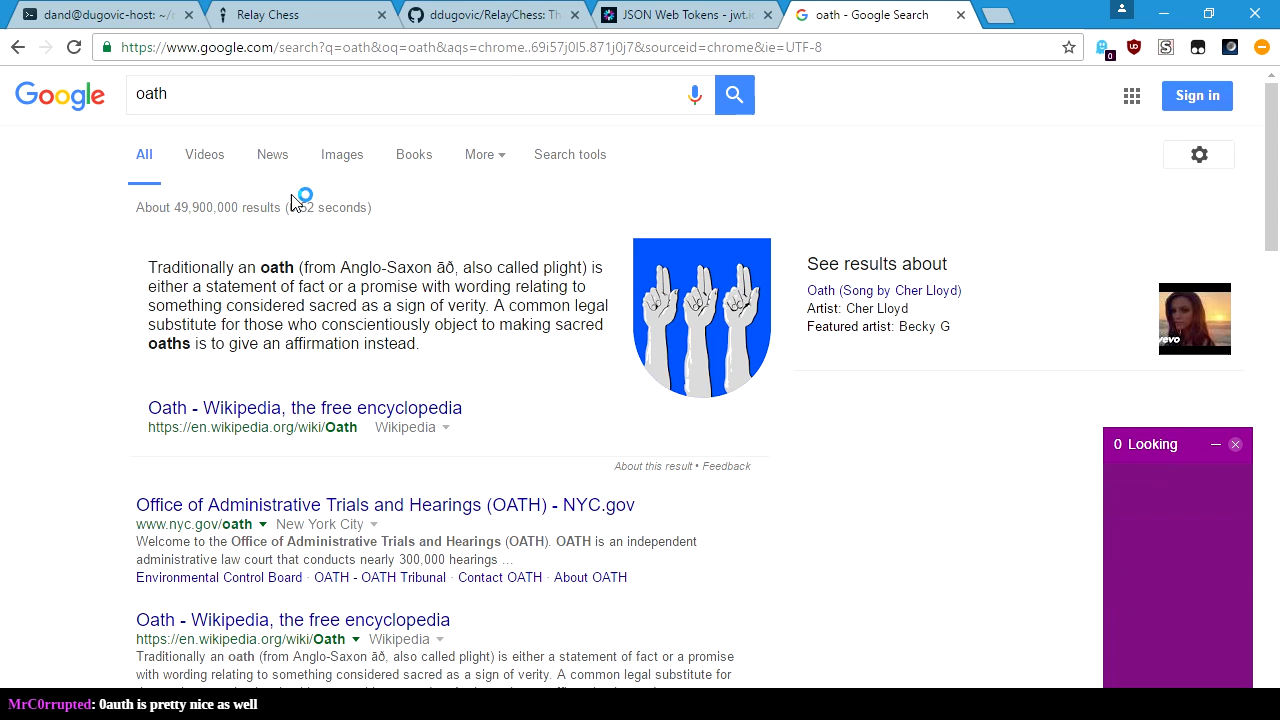 dand@dugovic-host: ~/r
Relay Chess
ddugovic/RelayChess: Th
JSON Web Tokens - jwt.i
oath - Google Search
https://www.google.com/search?q=oath&oq=oath&aqs=chrome..69i57j0l5.871j0j7&sourceid=chrome&ie=UTF-8
0
Google
oath
Sign in
All
Videos
News
Images
Books
More
Search tools
About 49,900,000 results
seconds)
Traditionally an oath (from Anglo-Saxon āð, also called plight) is
either a statement of fact or a promise with wording relating to
something considered sacred as a sign of verity. A common legal
substitute for those who conscientiously object to making sacred
oaths is to give an affirmation instead.
See results about
Oath (Song by Cher Lloyd)
Artist: Cher Lloyd
Featured artist: Becky G
evo
Oath - Wikipedia, the free encyclopedia
https://en.wikipedia.org/wiki/Oath Wikipedia
About this result • Feedback
0 Looking
Office of Administrative Trials and Hearings (OATH) - NYC.gov
www.nyc.gov/oath New York City
Welcome to the Office of Administrative Trials and Hearings (OATH). OATH is an independent
administrative law court that conducts nearly 300,000 hearings ...
Environmental Control Board · OATH - OATH Tribunal · Contact OATH · About OATH
Oath - Wikipedia, the free encyclopedia
https://en.wikipedia.org/wiki/Oath Wikipedia
Traditionally an oath (from Anglo-Saxon āð, also called plight) is either a statement of fact or a promise
with wording relating to something considered sacred as a sign of verity. A common legal substitute for
MrC0rrupted: 0auth is pretty nice as well